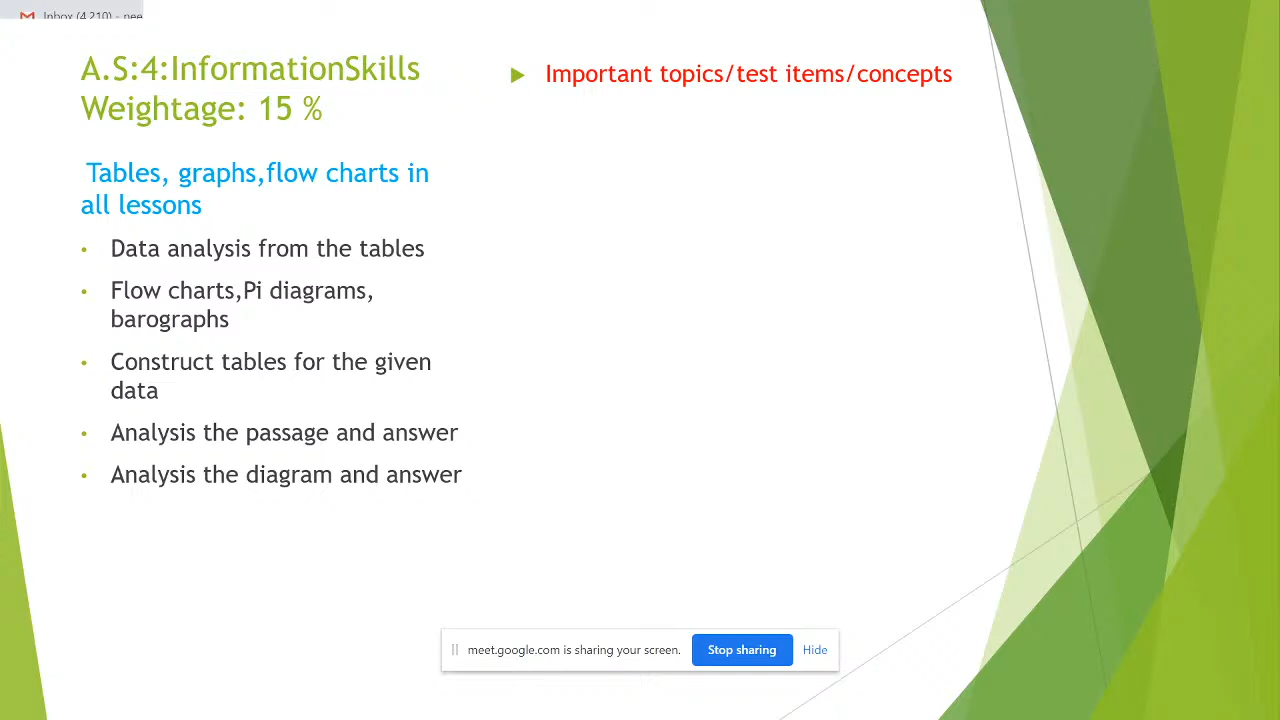 Inbox (4,210) - nee
A.S:4:InformationSkills
Weightage: 15 %
Tables, graphs,flow charts in
all lessons
• Data analysis from the tables
• Flow charts,Pi diagrams,
barographs
• Construct tables for the given
data
• Analysis the passage and answer
• Analysis the diagram and answer
Important topics/test items/concepts
meet.google.com is sharing your screen.
Stop sharing
Hide